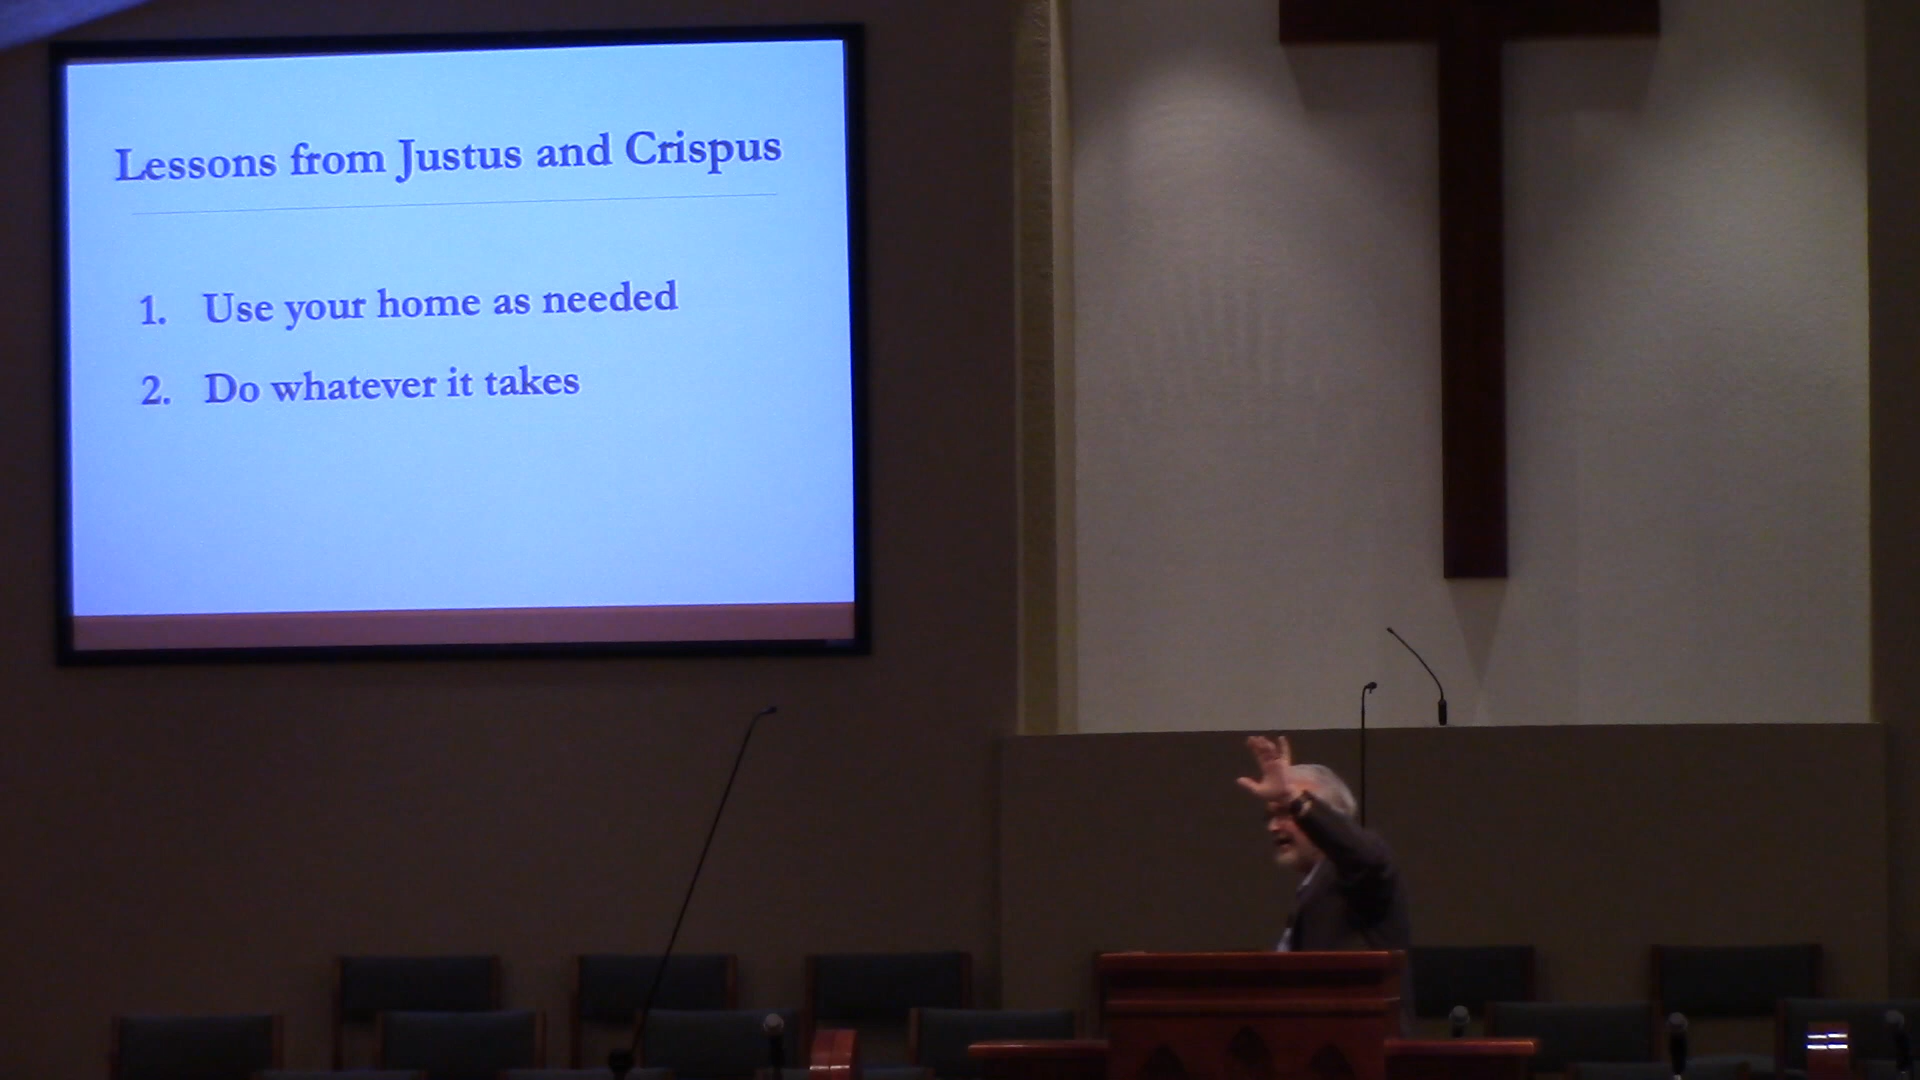 Lessons from Justus and Crispus
1. Use your home as needed
2. Do whatever it takes